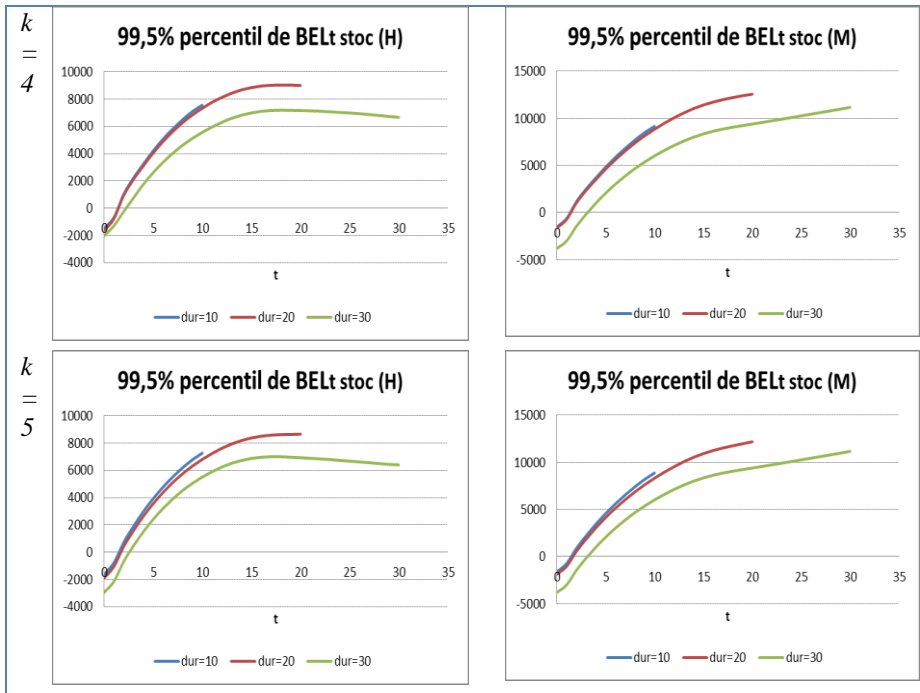 k
=
4
99,5% percentil de BELt stoc (H)
10000
8000
6000
4000
2000
0
-2000
-4000
0 5 10 15 20 25 30 35
t
dur=10 dur=20 dur=30
99,5% percentil de BELt stoc (M)
15000
10000
5000
0
-5000
0 5 10 15 20 25 30 35
t
dur=10 dur=20 dur=30
k
=
5
99,5% percentil de BELt stoc (H)
10000
8000
6000
4000
2000
0
-2000
-4000
0 5 10 15 20 25 30 35
t
dur=10 dur=20 dur=30
99,5% percentil de BELt stoc (M)
15000
10000
5000
0
-5000
0 5 10 15 20 25 30 35
t
dur=10 dur=20 dur=30